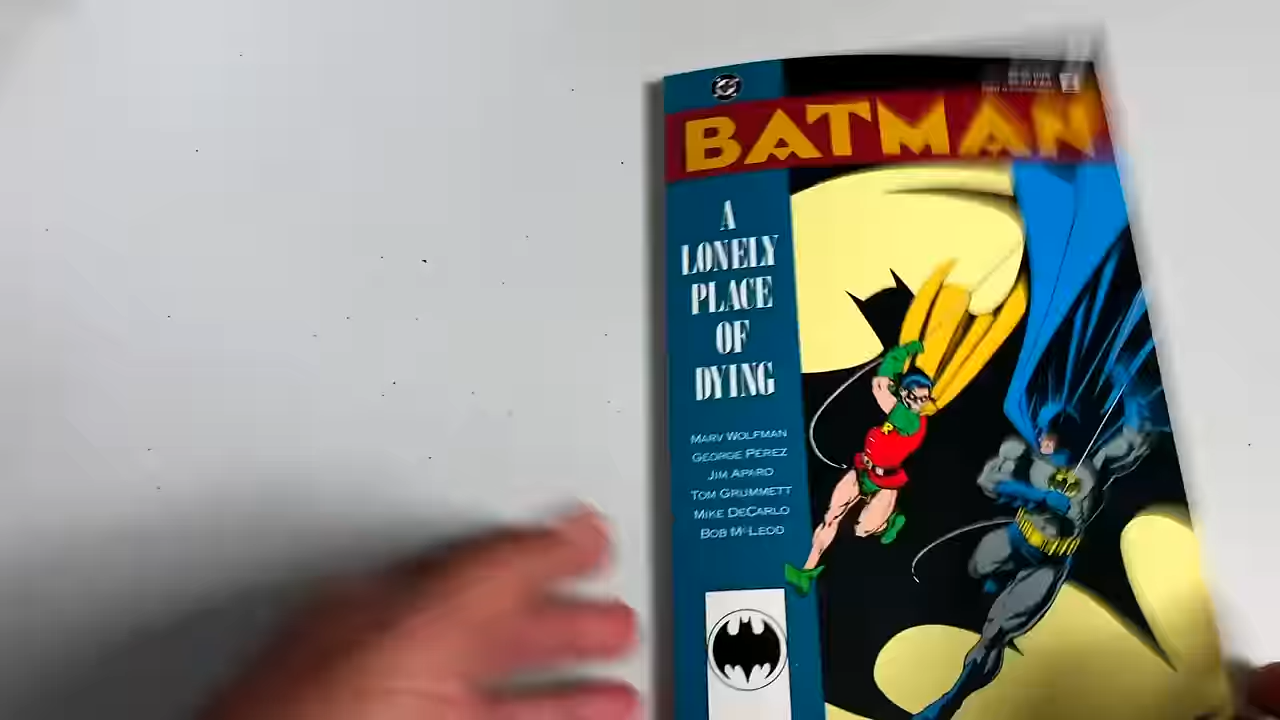 BATMAN
A
LONELY
PLACE
OF
DYING
MARV WOLFMAN
GEORGE PEREZ
JIM APARO
TOM GRUMMETT
MIKE DECARLO
BOB MCLEOD
DC
R